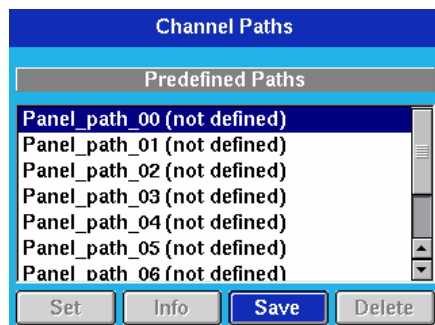 Channel Paths
Predefined Paths
Panel_path_00 (not defined)
Panel_path_01 (not defined)
Panel_path_02 (not defined)
Panel_path_03 (not defined)
Panel_path_04 (not defined)
Panel_path_05 (not defined)
Panel_path_06 (not defined)
Set Info Save Delete